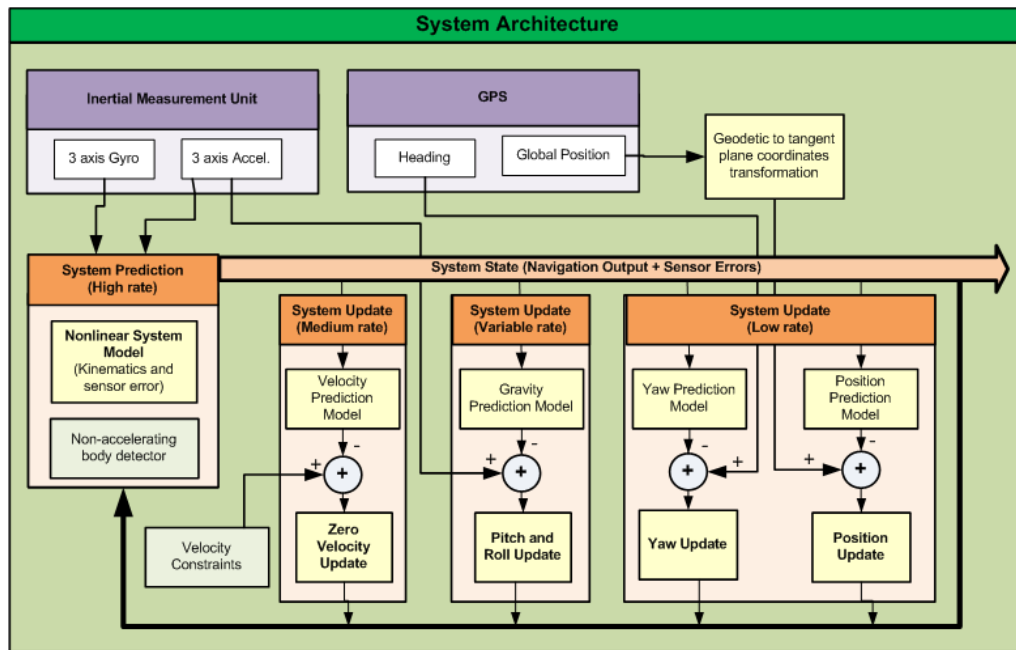 System Architecture
Inertial Measurement Unit
3 axis Gyro
3 axis Accel.
GPS
Heading
Global Position
Geodetic to tangent
plane coordinates
transformation
System Prediction
(High rate)
Nonlinear System
Model
(Kinematics and
sensor error)
Non-accelerating
body detector
System State (Navigation Output + Sensor Errors)
System Update
(Medium rate)
Velocity
Prediction
Model
-
+
+
Zero
Velocity
Update
Velocity
Constraints
System Update
(Variable rate)
Gravity
Prediction Model
-
+
+
Pitch and
Roll Update
System Update
(Low rate)
Yaw Prediction
Model
-
+
+
Yaw Update
Position
Prediction
Model
-
+
+
Position
Update